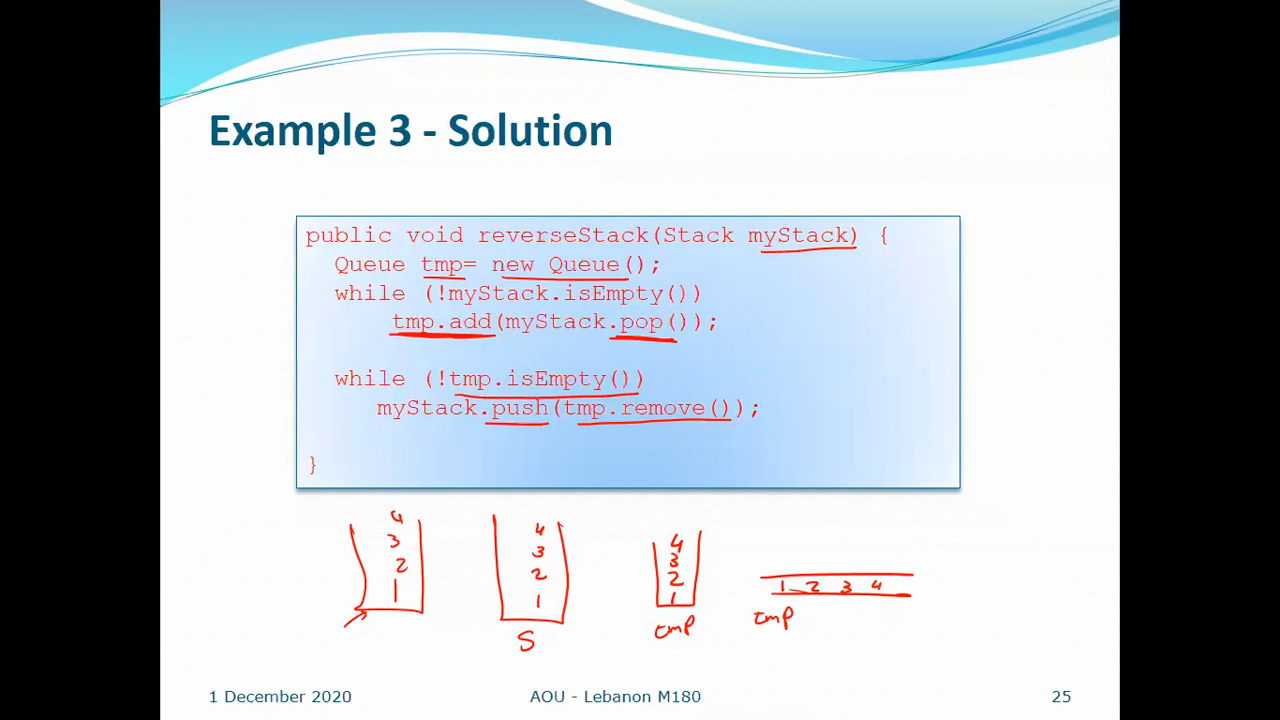 Example 3 - Solution
public void reverseStack(Stack myStack) {
Queue tmp= new Queue();
while (!myStack.isEmpty())
tmp.add(myStack.pop());
while (!tmp.isEmpty())
myStack.push(tmp.remove());
}
4
3
2
1
4
3
2
1
S
4
3
2
1
tmp
1 2 3 4
tmp
1 December 2020
AOU - Lebanon M180
25